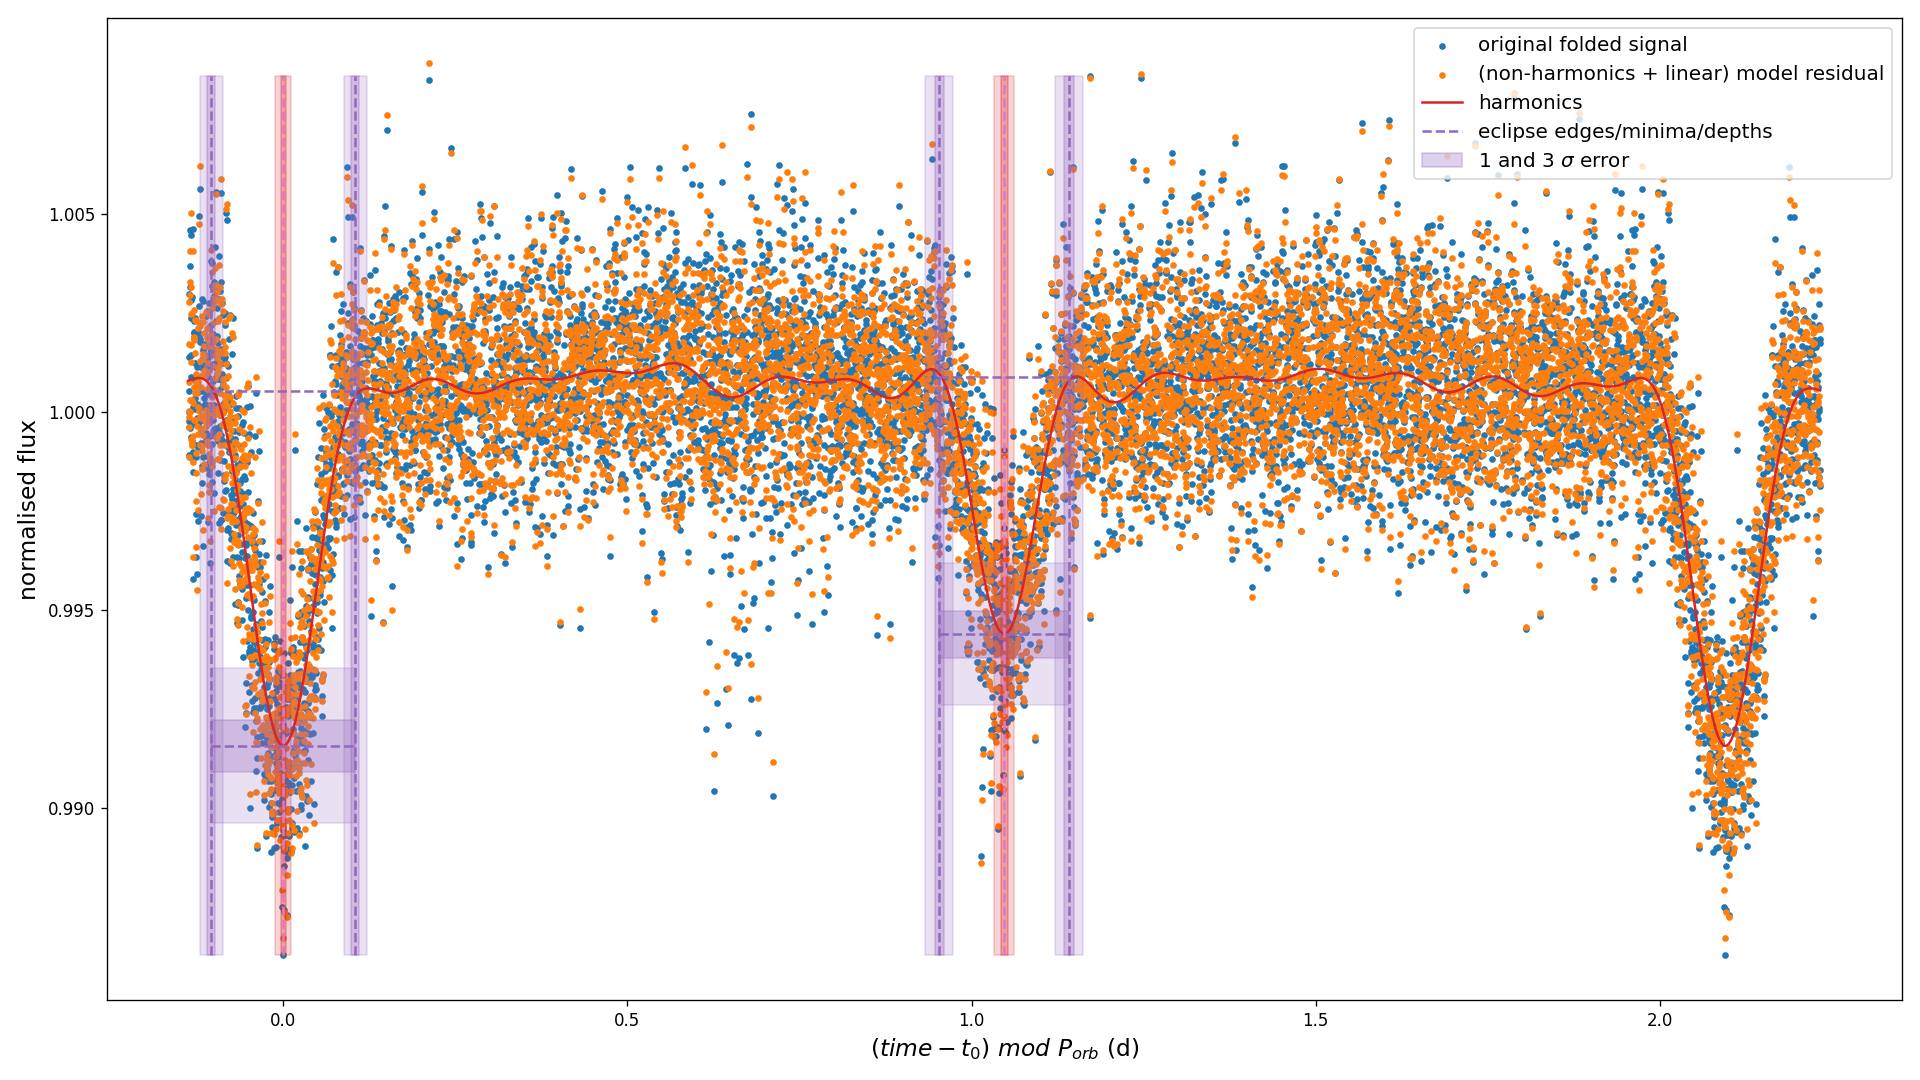 original folded signal
(non-harmonics + linear) model residual
harmonics
eclipse edges/minima/depths
1 and 3 σ error
normalised flux
1.005
1.000
0.995
0.990
0.0 0.5 1.0 1.5 2.0
(time − t₀) mod Pₒᵣb (d)